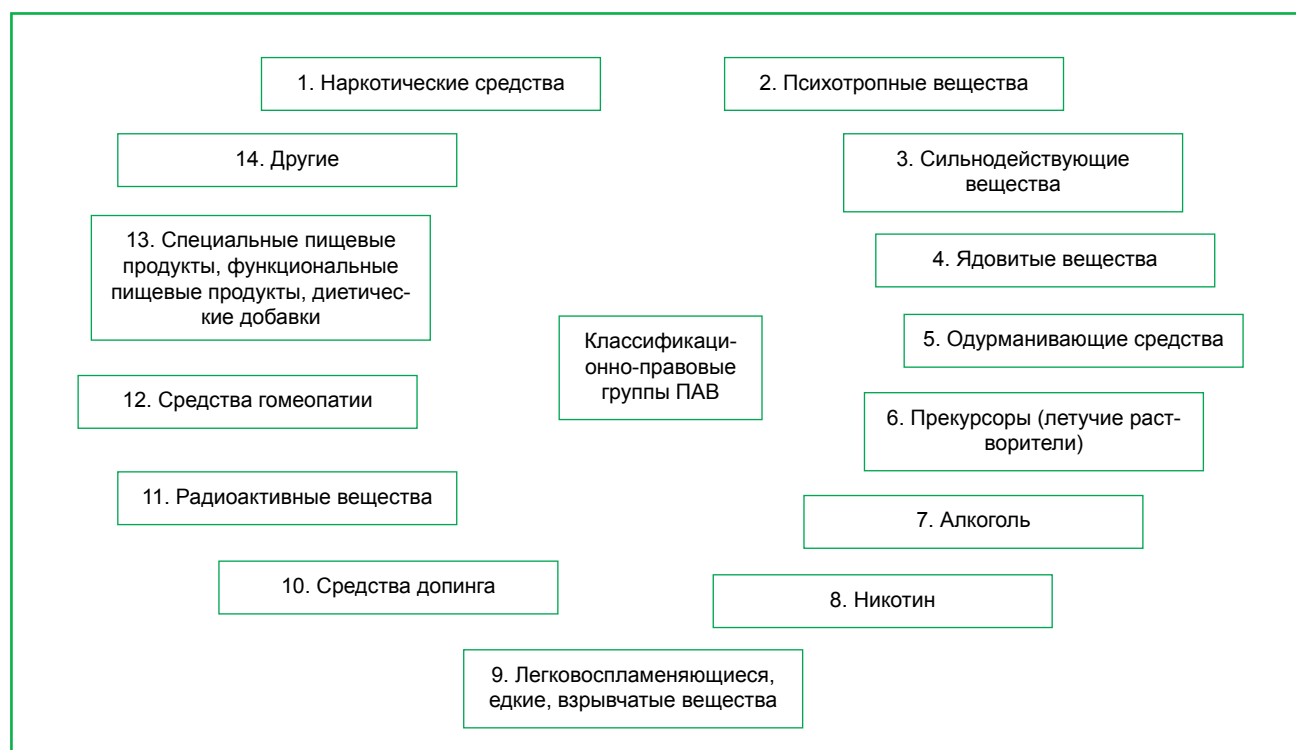 1. Наркотические средства
2. Психотропные вещества
3. Сильнодействующие
вещества
4. Ядовитые вещества
5. Одурманивающие средства
6. Прекурсоры (летучие раст-
ворители)
7. Алкоголь
8. Никотин
9. Легковоспламеняющиеся,
едкие, взрывчатые вещества
10. Средства допинга
11. Радиоактивные вещества
12. Средства гомеопатии
13. Специальные пищевые
продукты, функциональные
пищевые продукты, диетичес-
кие добавки
14. Другие
Классификаци-
онно-правовые
группы ПАВ